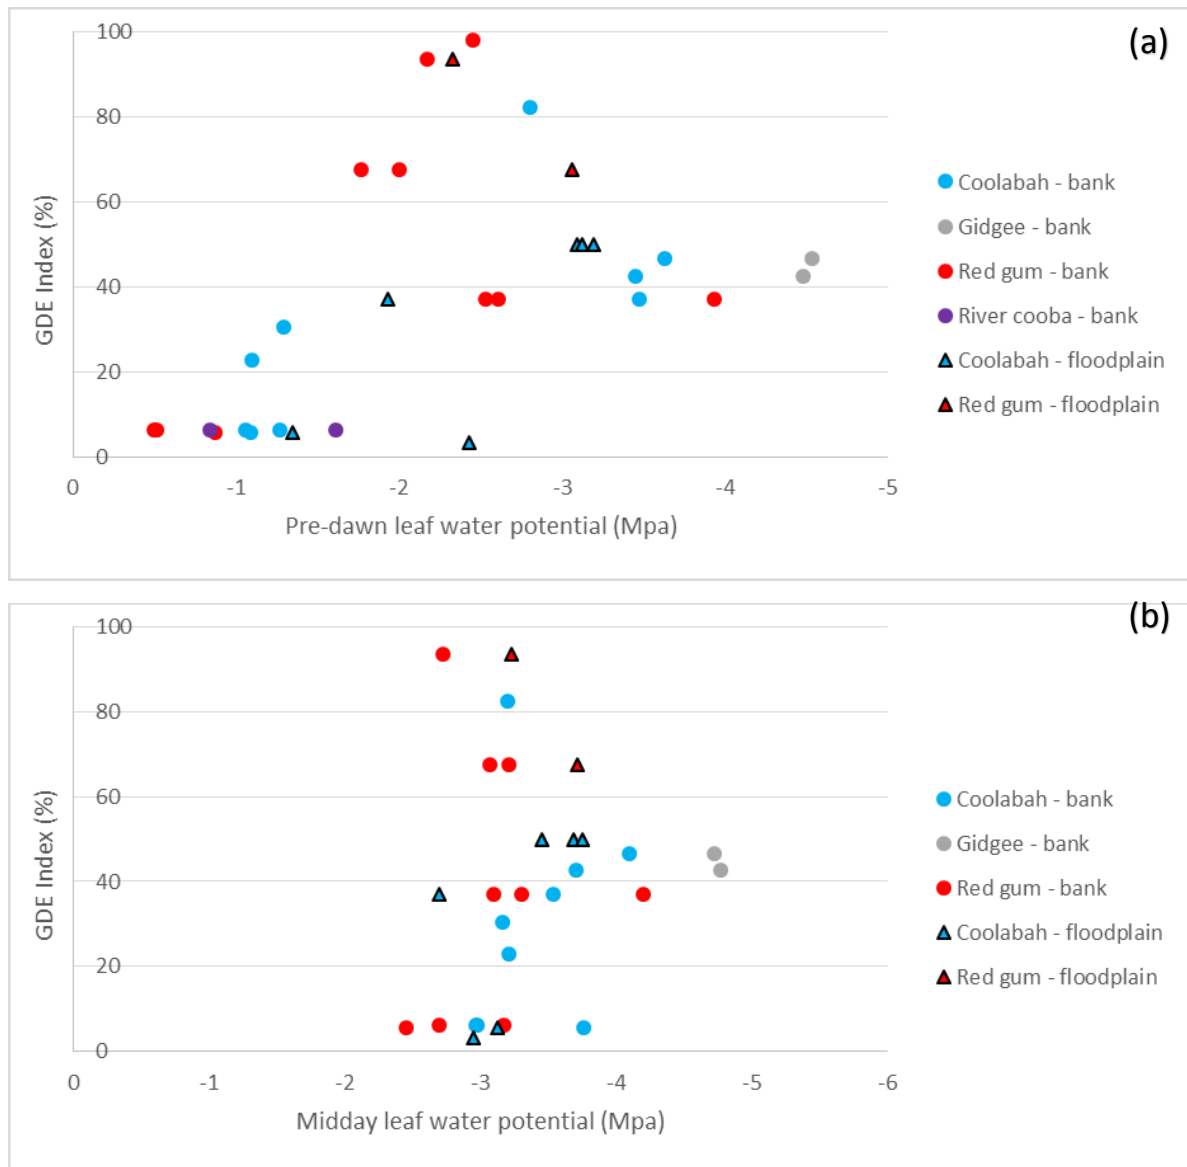 (a)
100
80
60
40
20
0
GDE Index (%)
0 -1 -2 -3 -4 -5
Pre-dawn leaf water potential (Mpa)
Coolabah - bank
Gidgee - bank
Red gum - bank
River cooba - bank
Coolabah - floodplain
Red gum - floodplain
(b)
100
80
60
40
20
0
GDE Index (%)
0 -1 -2 -3 -4 -5 -6
Midday leaf water potential (Mpa)
Coolabah - bank
Gidgee - bank
Red gum - bank
Coolabah - floodplain
Red gum - floodplain